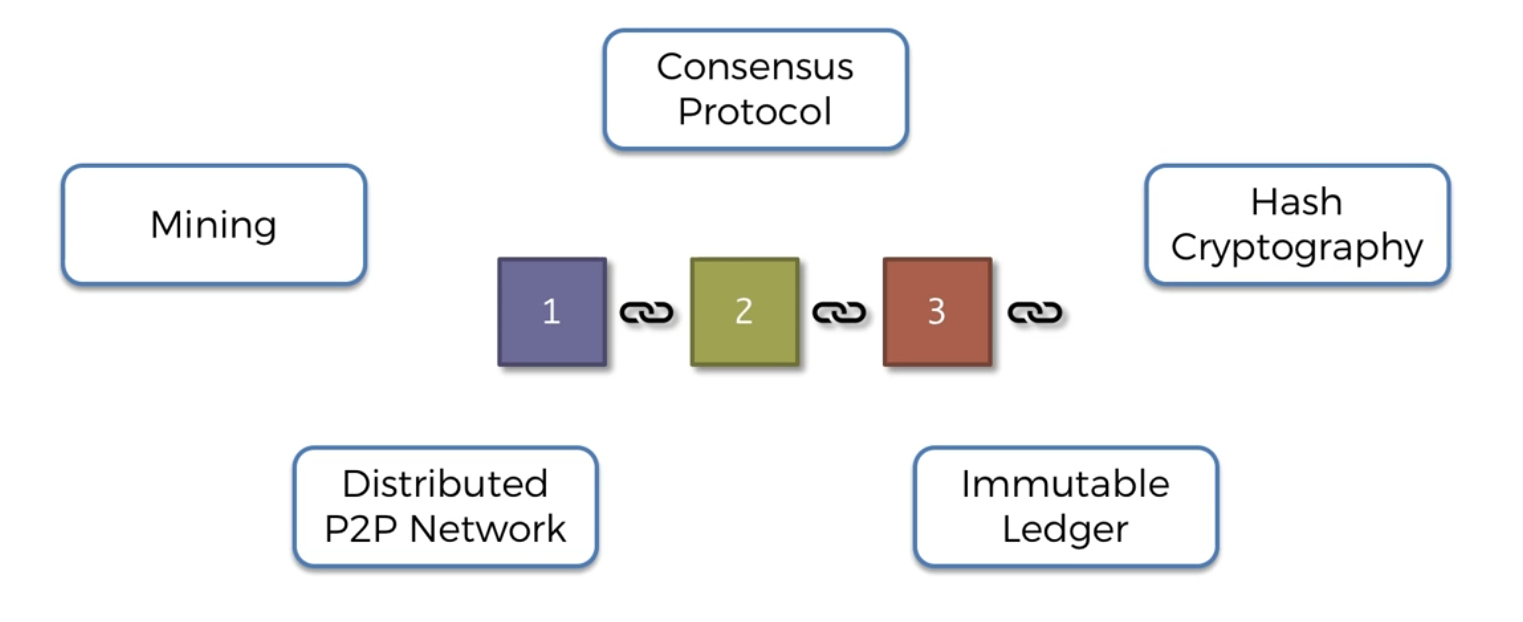 Consensus
Protocol
Mining
Hash
Cryptography
1 2 3
Distributed
P2P Network
Immutable
Ledger